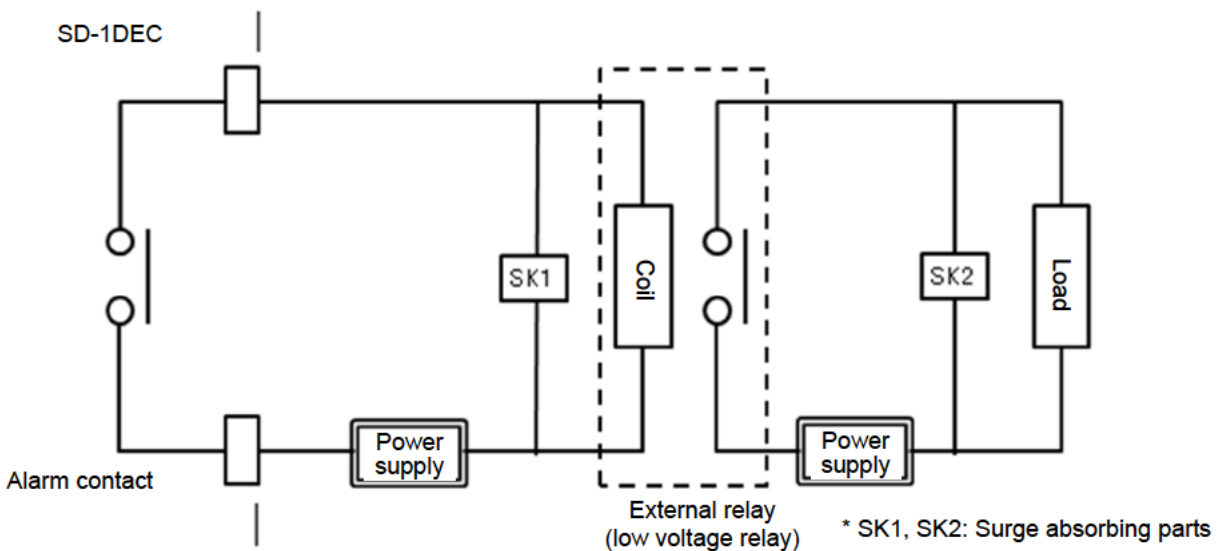 SD-1DEC
SK1
Coil
SK2
Load
Power
supply
Power
supply
Alarm contact
External relay
(low voltage relay)
* SK1, SK2: Surge absorbing parts